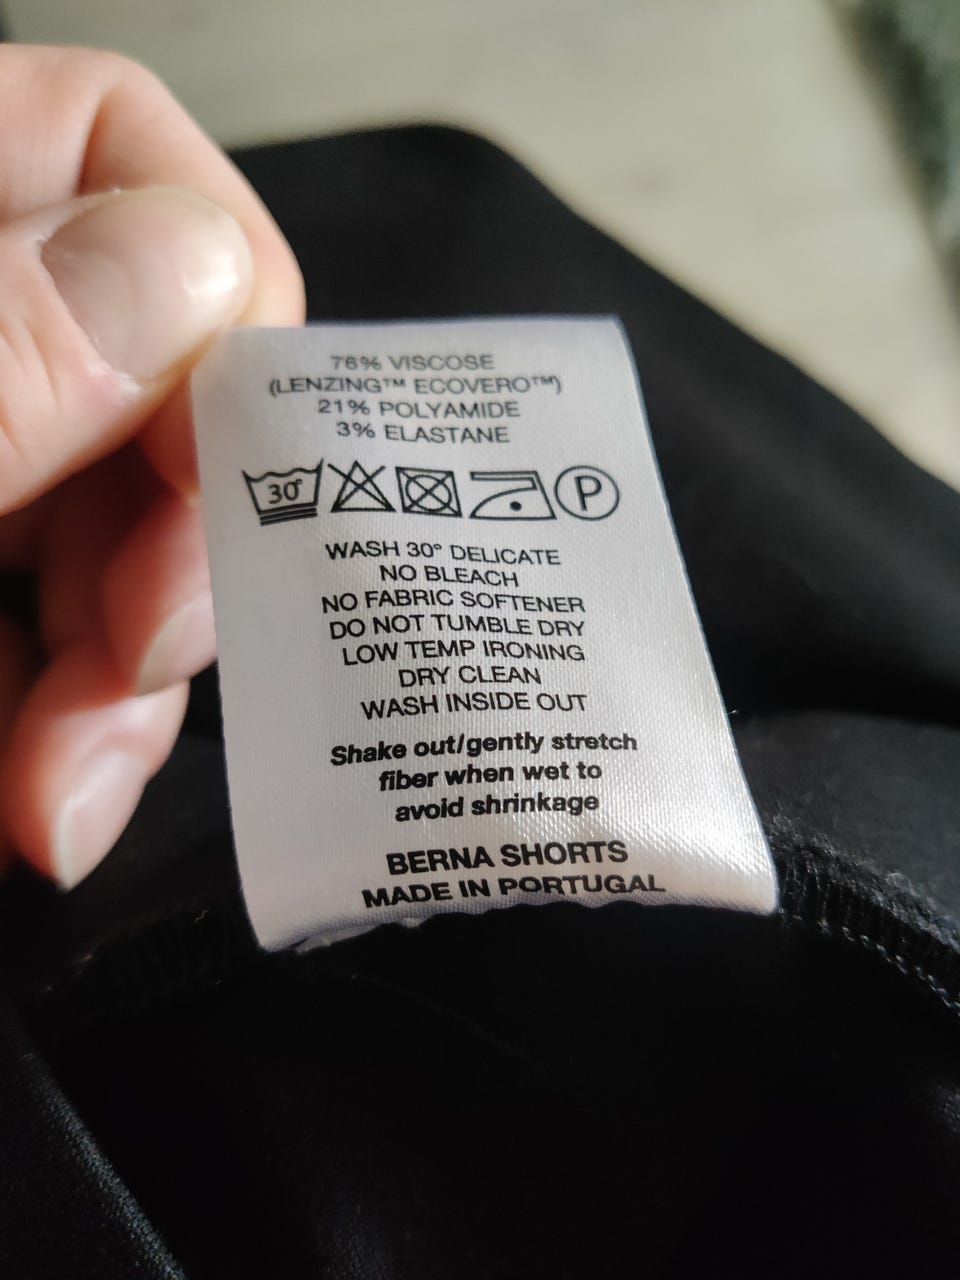 76% VISCOSE
(LENZING™ ECOVERO™)
21% POLYAMIDE
3% ELASTANE
30° P
WASH 30° DELICATE
NO BLEACH
NO FABRIC SOFTENER
DO NOT TUMBLE DRY
LOW TEMP IRONING
DRY CLEAN
WASH INSIDE OUT
Shake out/gently stretch
fiber when wet to
avoid shrinkage
BERNA SHORTS
MADE IN PORTUGAL